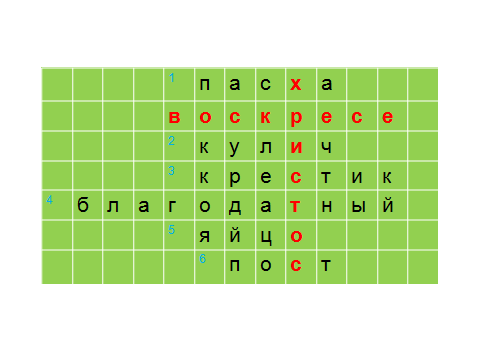 1 пасха
воскресе
2 кулич
3 крестик
4 благодатный
5 яйцо
6 пост